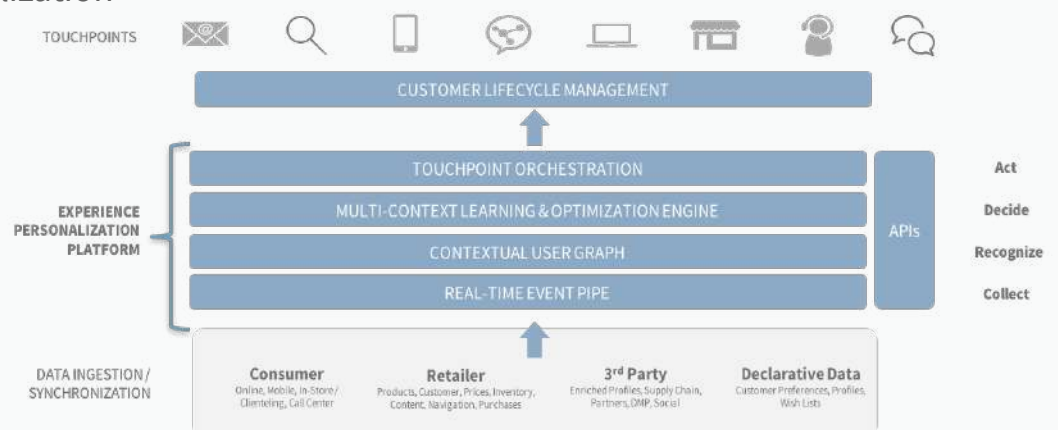 TOUCHPOINTS
CUSTOMER LIFECYCLE MANAGEMENT
TOUCHPOINT ORCHESTRATION
Act
MULTI-CONTEXT LEARNING & OPTIMIZATION ENGINE
Decide
EXPERIENCE
PERSONALIZATION
PLATFORM
APIs
CONTEXTUAL USER GRAPH
Recognize
REAL-TIME EVENT PIPE
Collect
DATA INGESTION /
SYNCHRONIZATION
Consumer
Online, Mobile, In-Store/
Clienteling, Call Center
Retailer
Products, Customer, Prices, Inventory,
Content, Navigation, Purchases
3rd Party
Enriched Profiles, Supply Chain,
Partners, DMP, Social
Declarative Data
Customer Preferences, Profiles,
Wish Lists